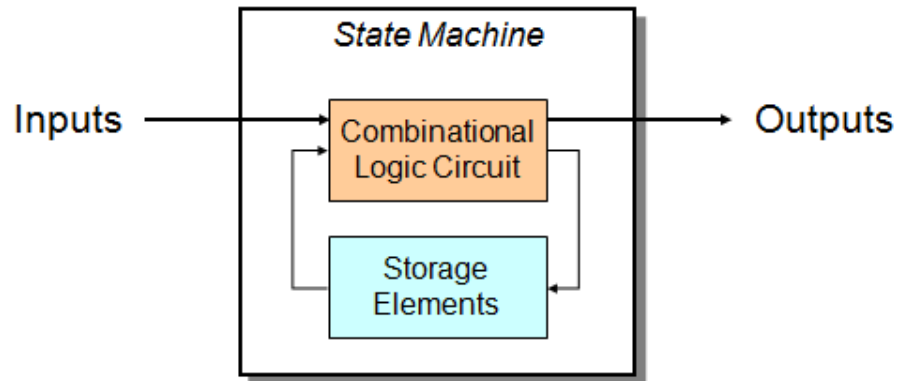 State Machine
Inputs
Combinational
Logic Circuit
Outputs
Storage
Elements